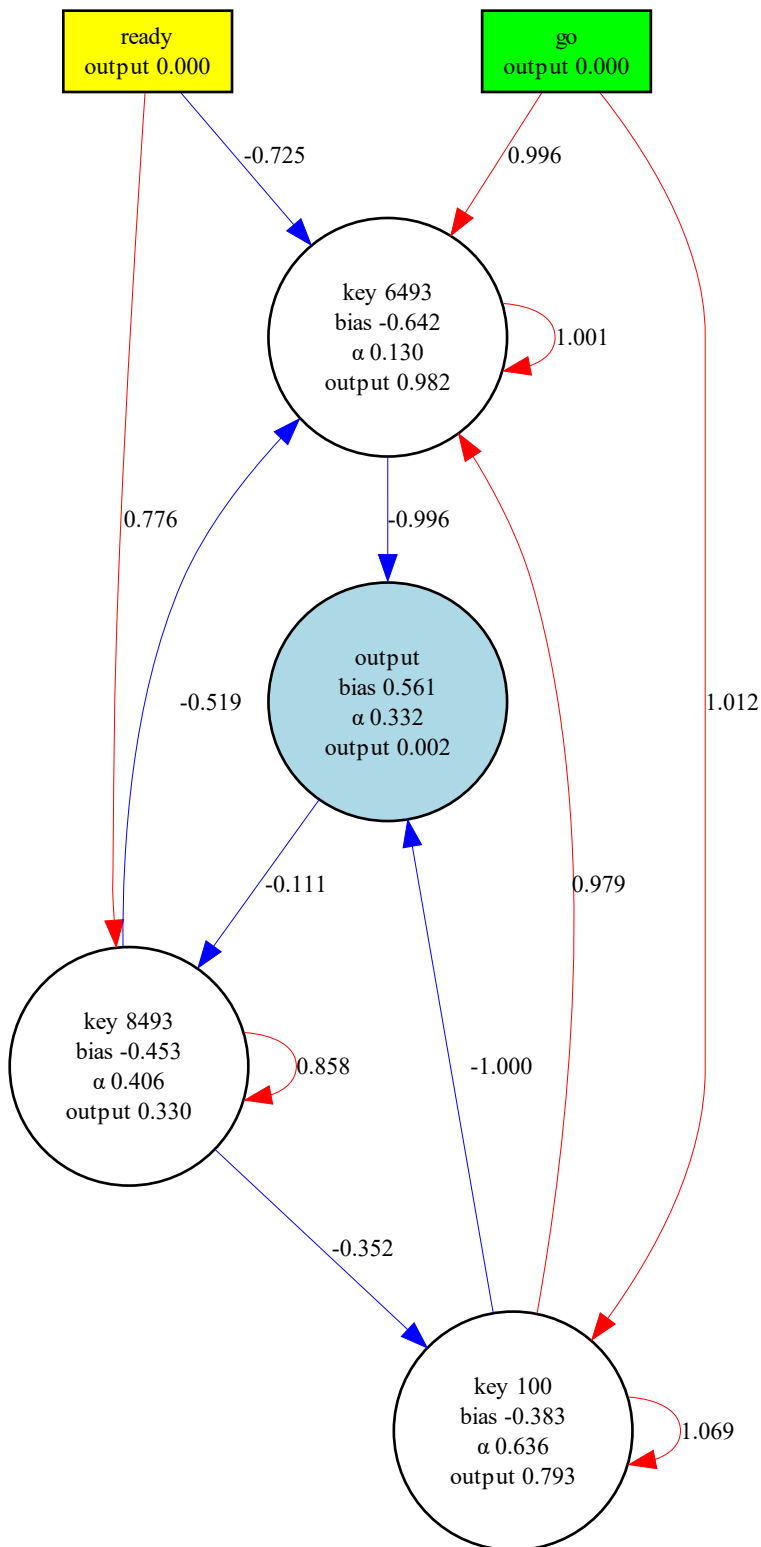 ready
output 0.000
go
output 0.000
-0.725
0.996
key 6493
bias -0.642
α 0.130
output 0.982
1.001
0.776
-0.996
output
bias 0.561
α 0.332
output 0.002
-0.519
1.012
-0.111
0.979
key 8493
bias -0.453
α 0.406
output 0.330
0.858
-1.000
-0.352
key 100
bias -0.383
α 0.636
output 0.793
1.069